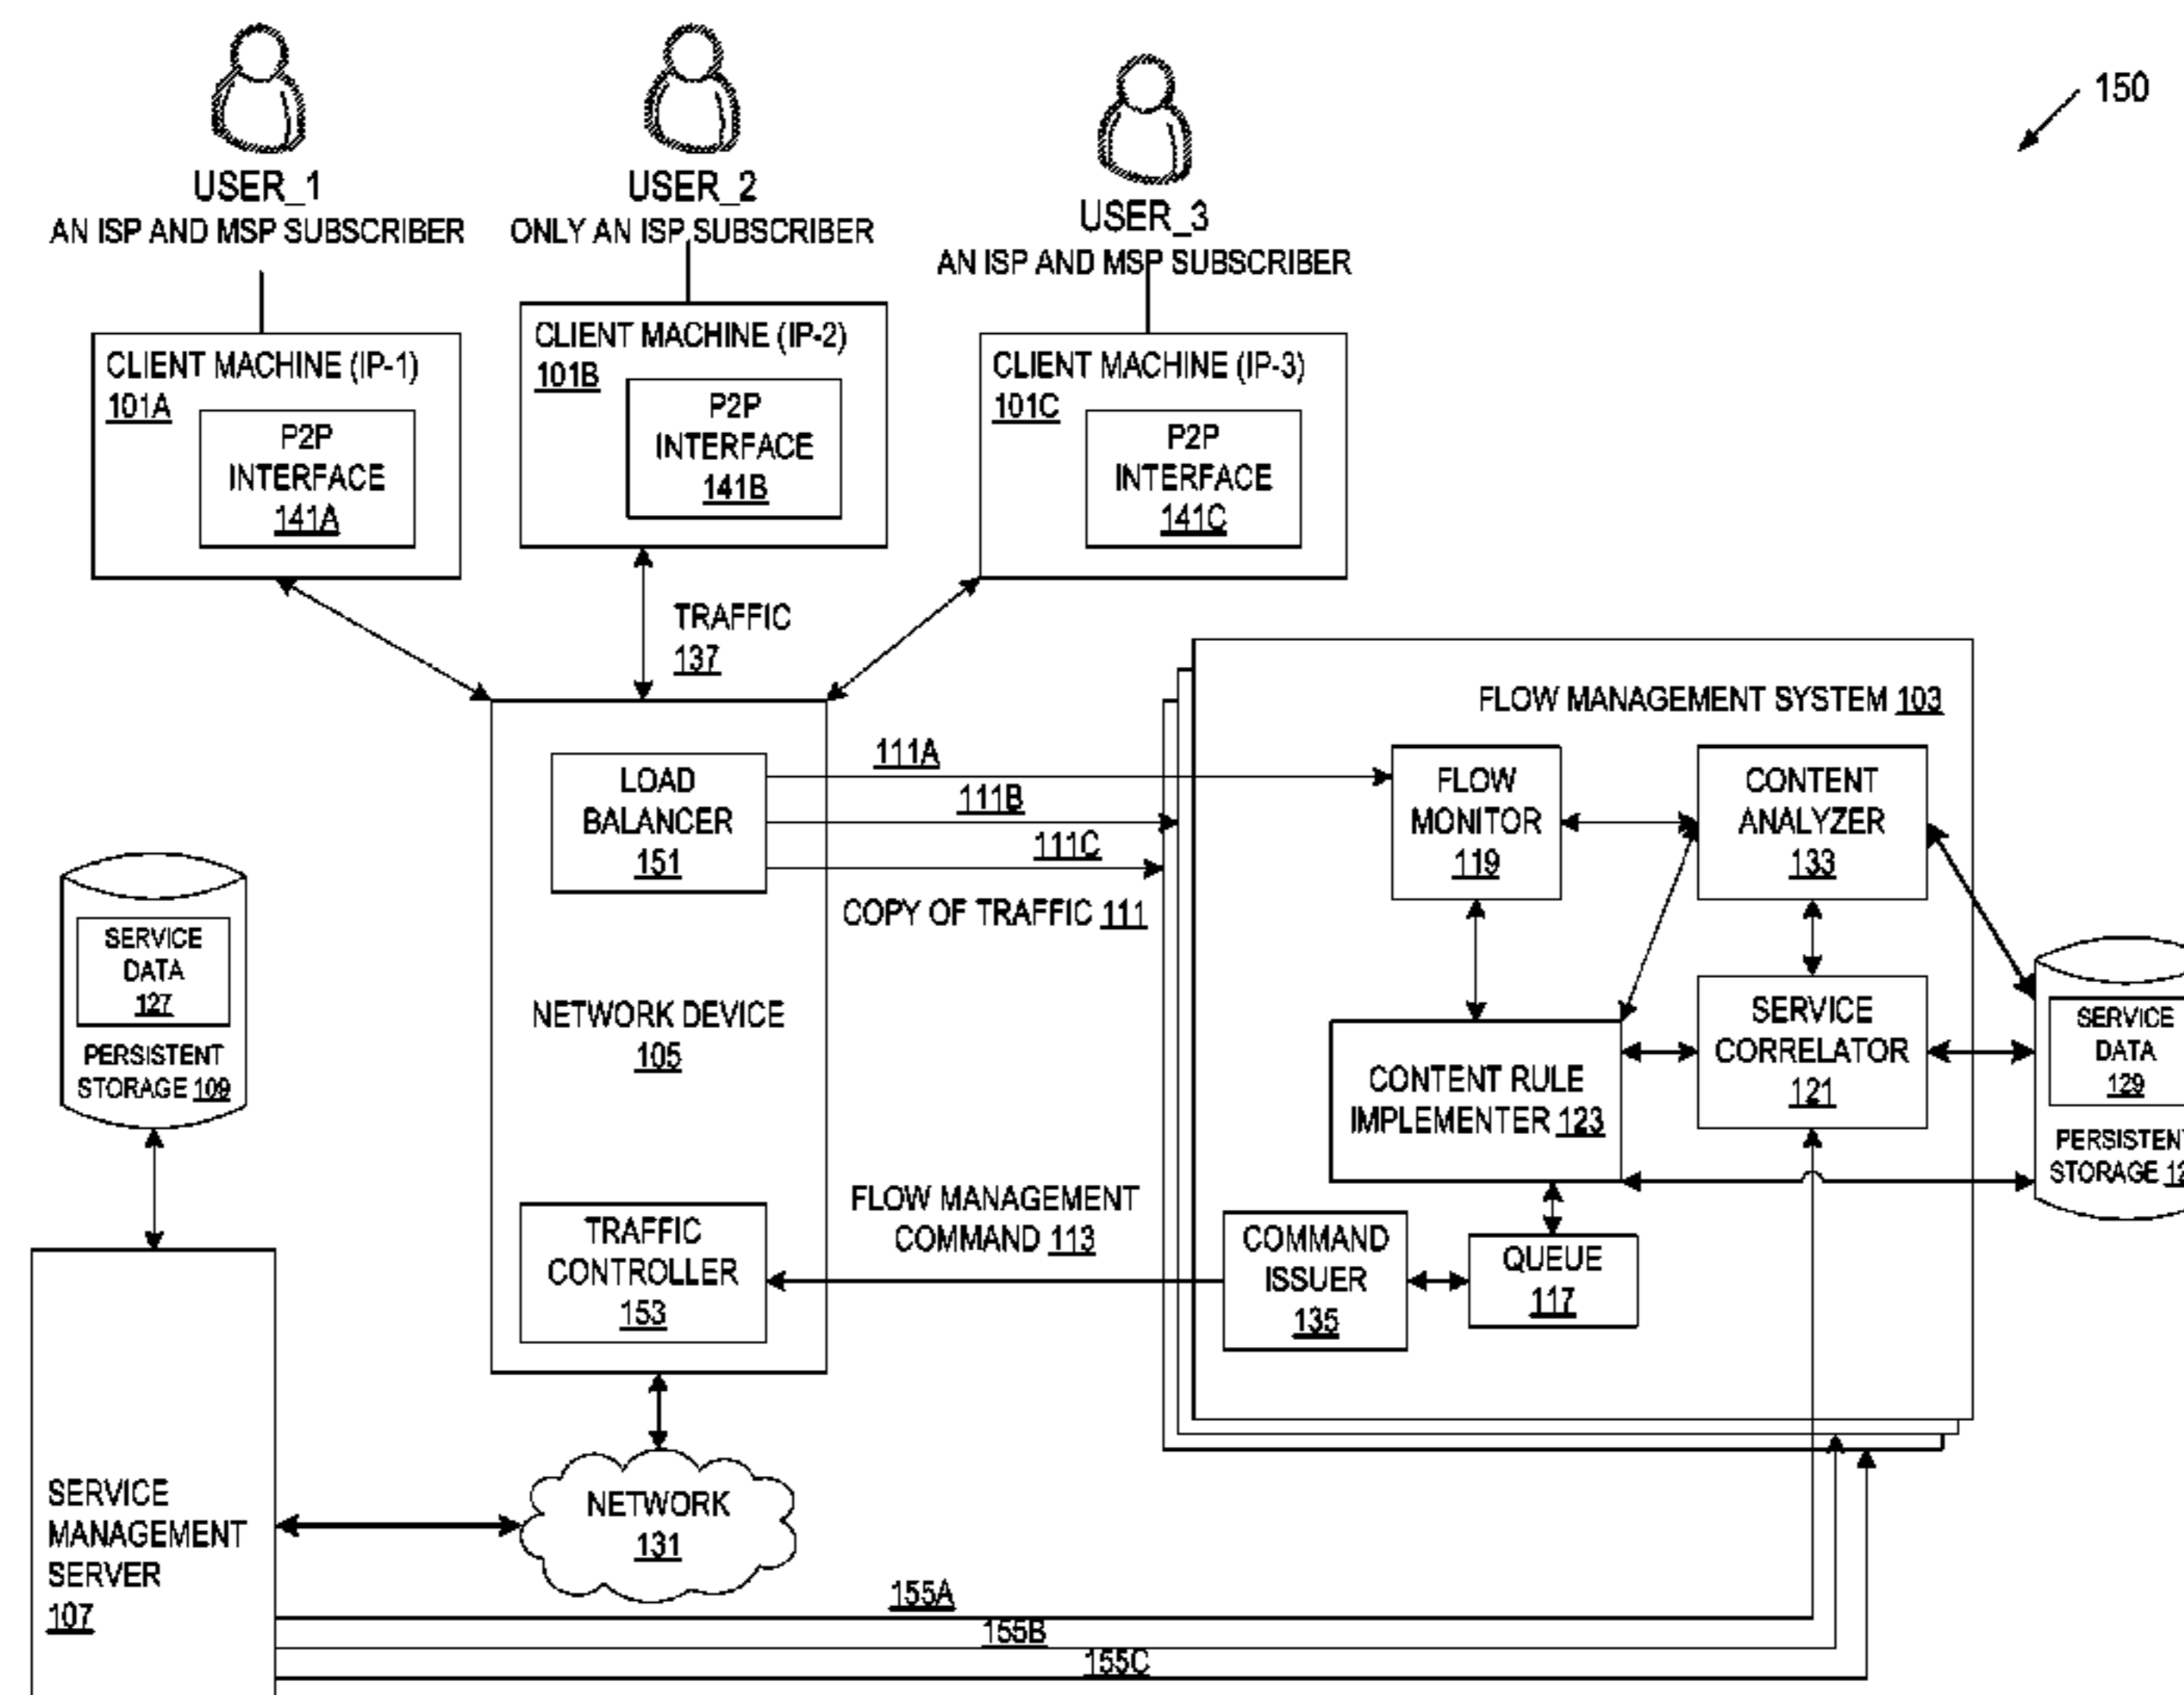 150
USER_1
AN ISP AND MSP SUBSCRIBER
USER_2
ONLY AN ISP SUBSCRIBER
USER_3
AN ISP AND MSP SUBSCRIBER
CLIENT MACHINE (IP-1)
101A
P2P
INTERFACE
141A
CLIENT MACHINE (IP-2)
101B
P2P
INTERFACE
141B
CLIENT MACHINE (IP-3)
101C
P2P
INTERFACE
141C
TRAFFIC
137
LOAD
BALANCER
151
NETWORK DEVICE
105
TRAFFIC
CONTROLLER
153
111A
111B
111C
COPY OF TRAFFIC 111
FLOW MANAGEMENT SYSTEM 103
FLOW
MONITOR
119
CONTENT
ANALYZER
133
CONTENT RULE
IMPLEMENTER 123
SERVICE
CORRELATOR
121
COMMAND
ISSUER
135
QUEUE
117
FLOW MANAGEMENT
COMMAND 113
SERVICE
DATA
129
PERSISTENT
STORAGE
SERVICE
DATA
127
PERSISTENT
STORAGE 109
SERVICE
MANAGEMENT
SERVER
107
NETWORK
131
155A
155B
155C